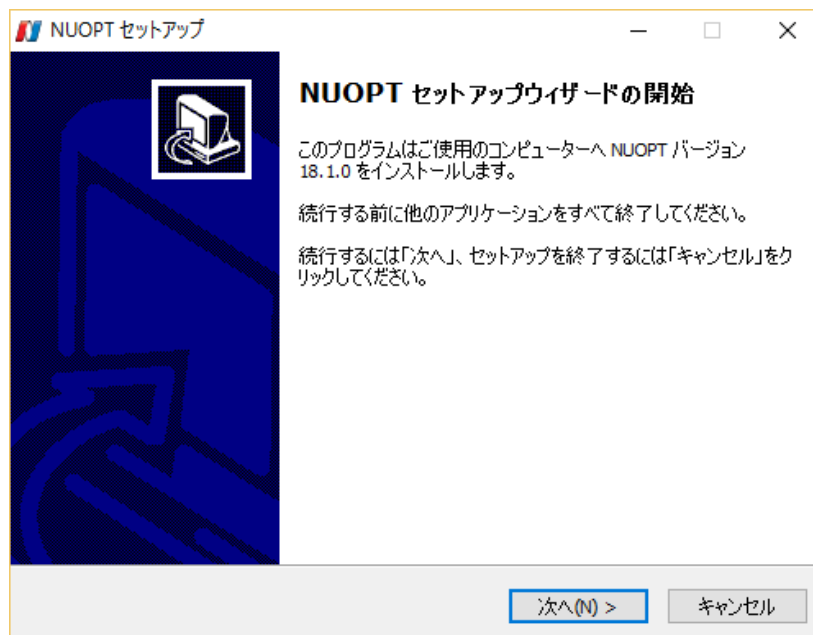 NUOPT セットアップ
NUOPT セットアップウィザードの開始
このプログラムはご使用のコンピューターへ NUOPT バージョン
18.1.0 をインストールします。
続行する前に他のアプリケーションをすべて終了してください。
続行するには「次へ」、セットアップを終了するには「キャンセル」をク
リックしてください。
次へ(N) >
キャンセル